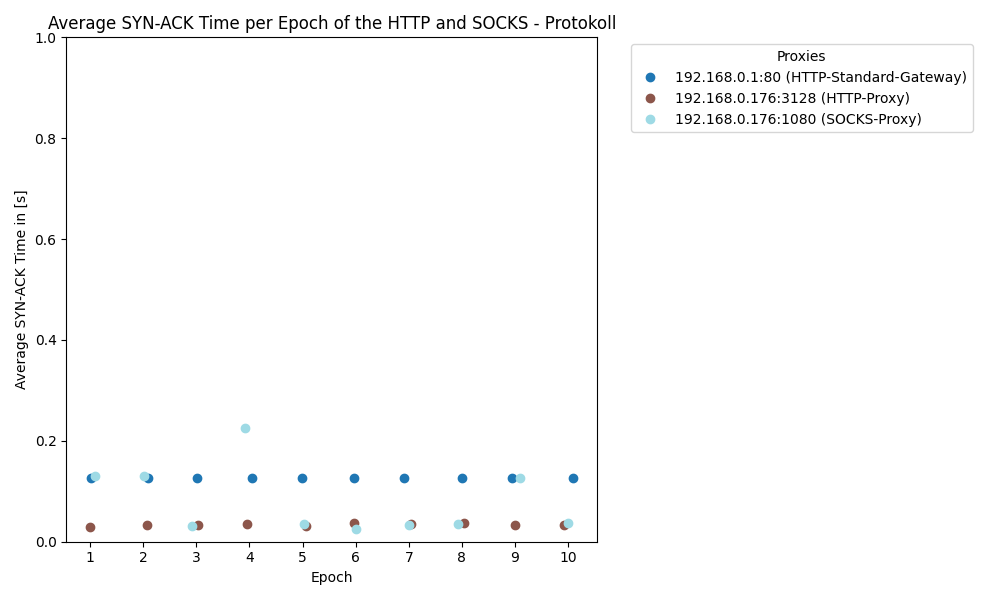 Average SYN-ACK Time per Epoch of the HTTP and SOCKS - Protokoll
Proxies
192.168.0.1:80 (HTTP-Standard-Gateway)
192.168.0.176:3128 (HTTP-Proxy)
192.168.0.176:1080 (SOCKS-Proxy)
Average SYN-ACK Time in [s]
1.0
0.8
0.6
0.4
0.2
0.0
1 2 3 4 5 6 7 8 9 10
Epoch